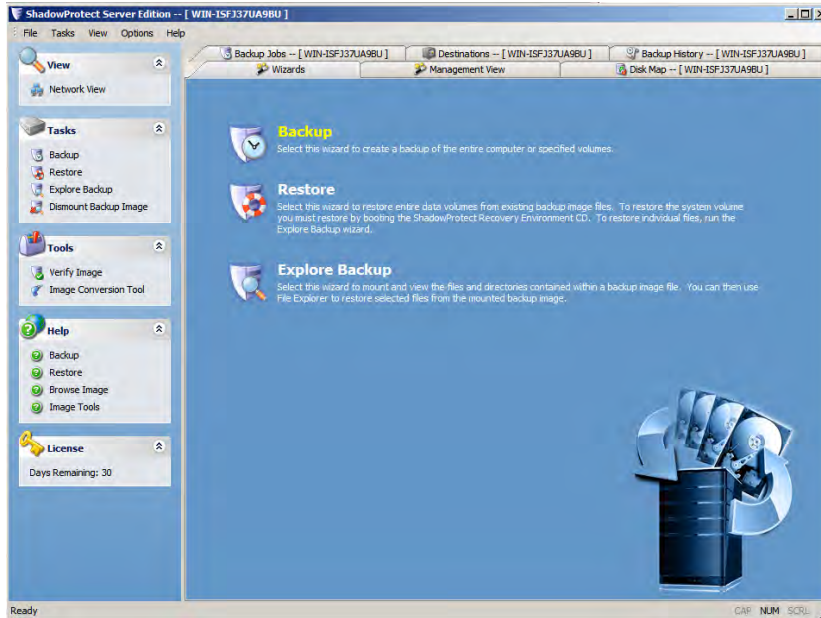 ShadowProtect Server Edition -- [ WIN-ISFJ37UA9BU ]
File Tasks View Options Help
View
Network View
Tasks
Backup
Restore
Explore Backup
Dismount Backup Image
Tools
Verify Image
Image Conversion Tool
Help
Backup
Restore
Browse Image
Image Tools
License
Days Remaining: 30
Backup Jobs -- [ WIN-ISFJ37UA9BU ] Destinations -- [ WIN-ISFJ37UA9BU ] Backup History -- [ WIN-ISFJ37UA9BU ]
Wizards Management View Disk Map -- [ WIN-ISFJ37UA9BU ]
Backup
Select this wizard to create a backup of the entire computer or specified volumes.
Restore
Select this wizard to restore entire data volumes from existing backup image files. To restore the system volume
you must restore by booting the ShadowProtect Recovery Environment CD. To restore individual files, run the
Explore Backup wizard.
Explore Backup
Select this wizard to mount and view the files and directories contained within a backup image file. You can then use
File Explorer to restore selected files from the mounted backup image.
Ready CAP NUM SCRL